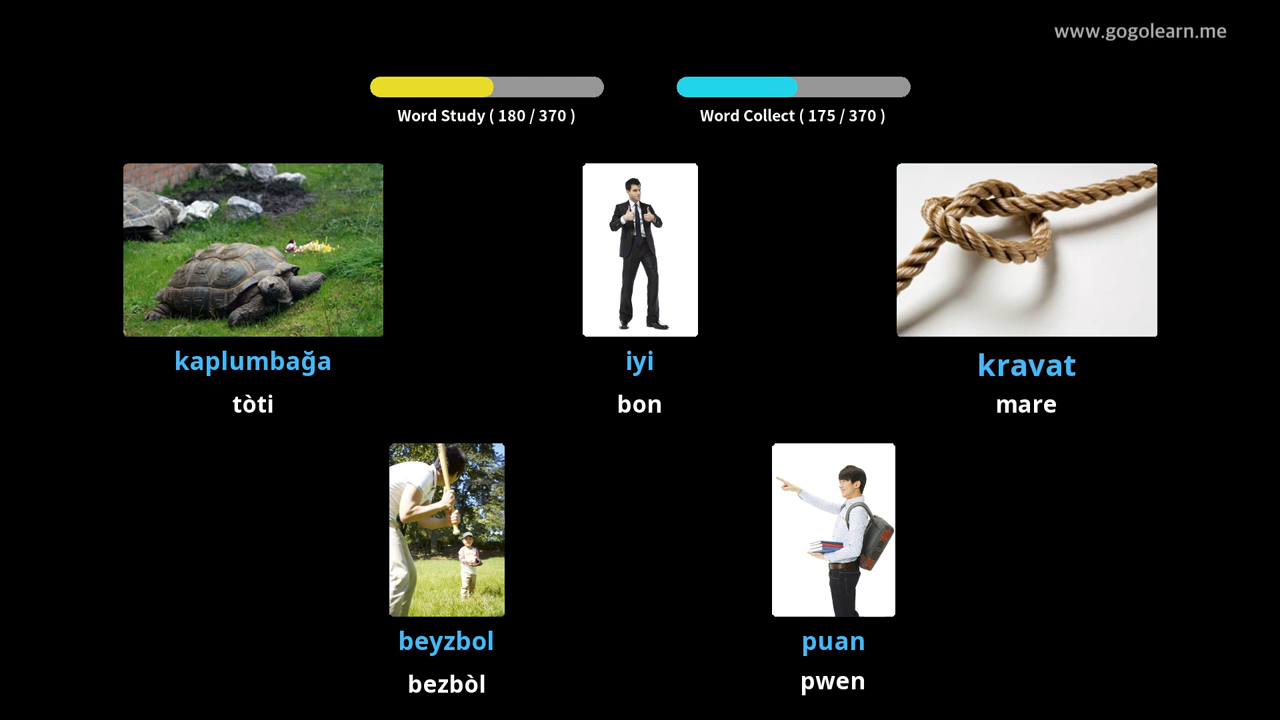 www.gogolearn.me
Word Study ( 180 / 370 )
Word Collect ( 175 / 370 )
kaplumbağa
tòti
iyi
bon
kravat
mare
beyzbol
bezbòl
puan
pwen